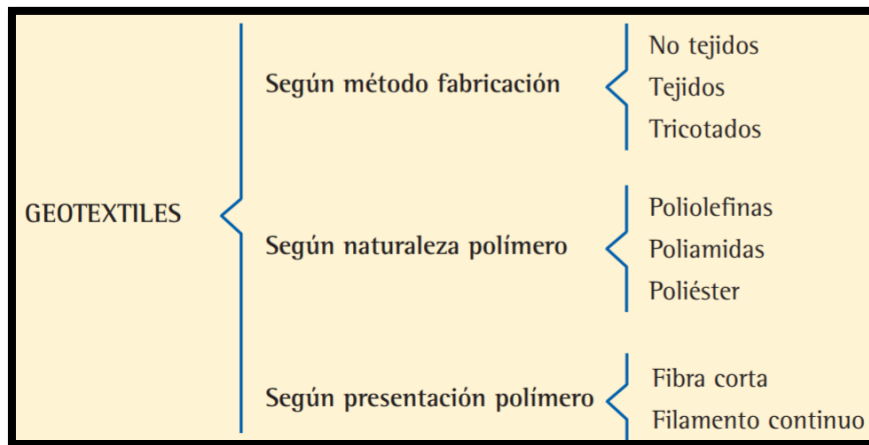 GEOTEXTILES
Según método fabricación
No tejidos
Tejidos
Tricotados
Según naturaleza polímero
Poliolefinas
Poliamidas
Poliéster
Según presentación polímero
Fibra corta
Filamento continuo